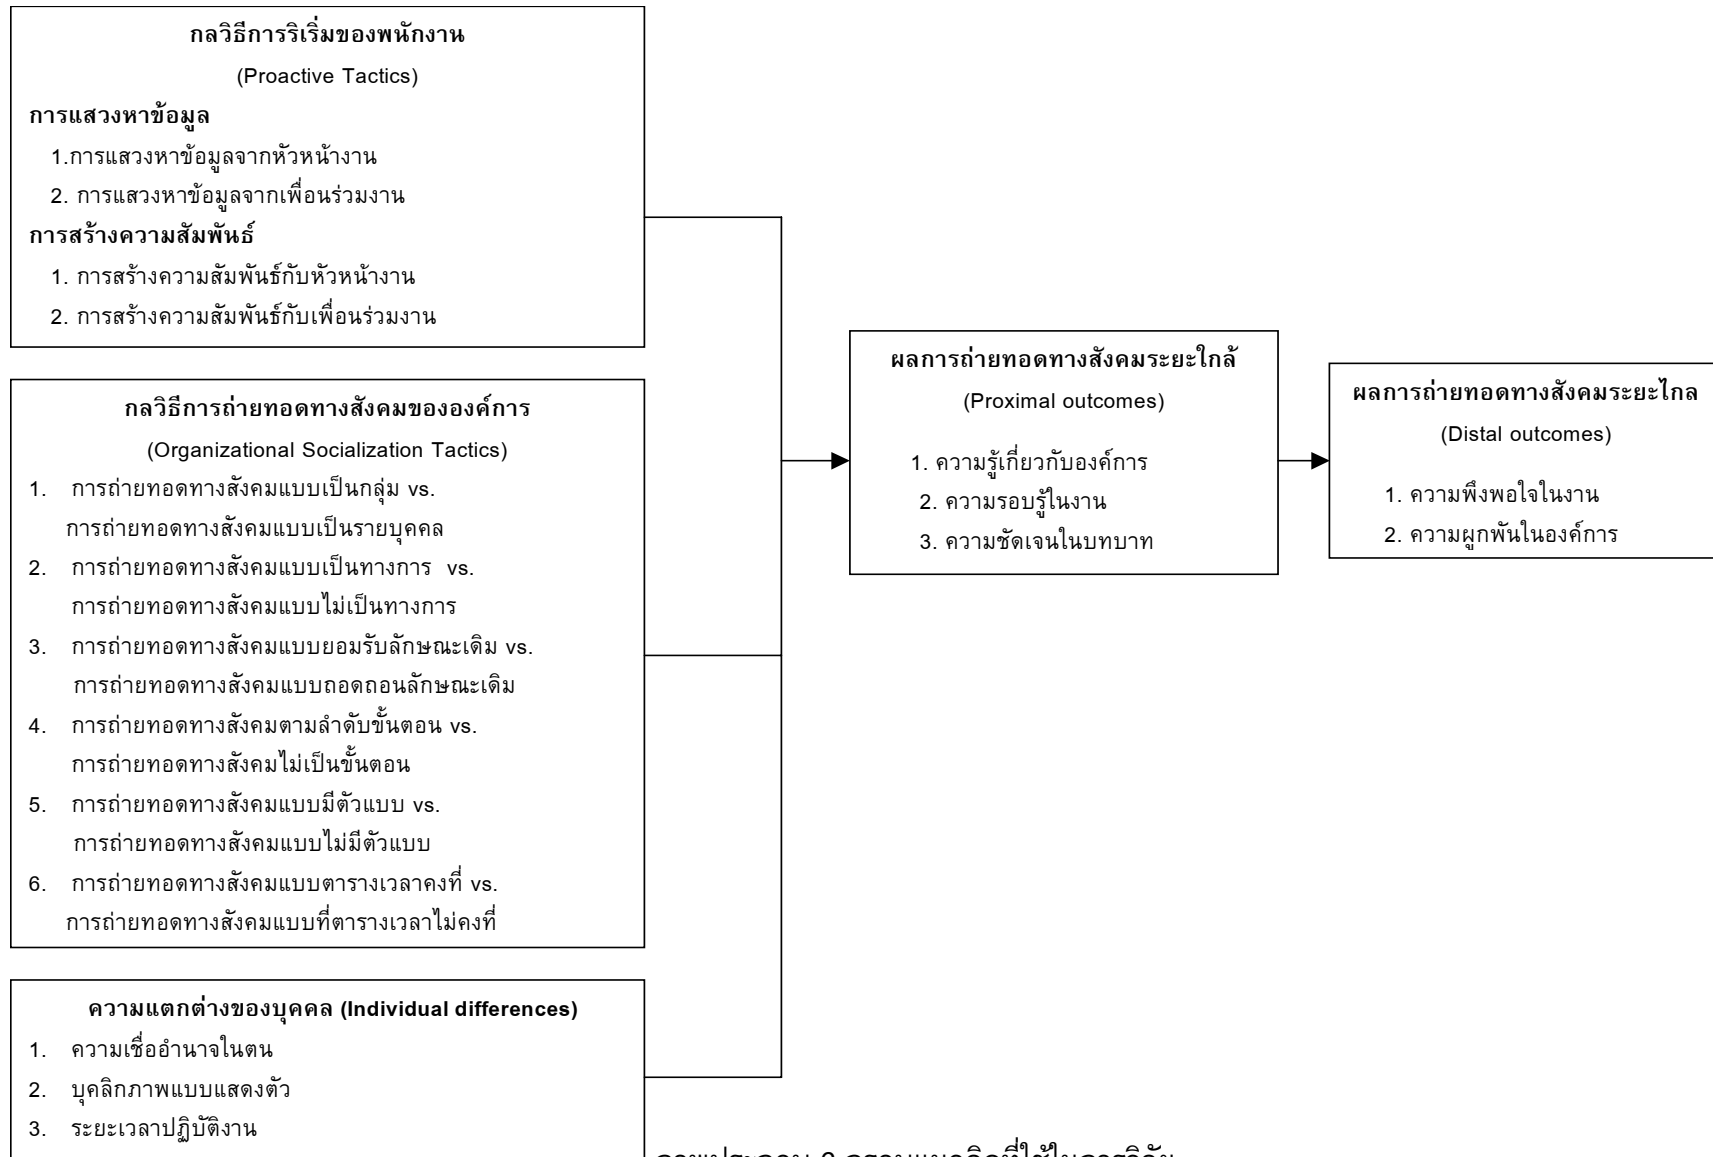 กลวิธีการริเริ่มของพนักงาน
(Proactive Tactics)
การแสวงหาข้อมูล
1.การแสวงหาข้อมูลจากหัวหน้างาน
2. การแสวงหาข้อมูลจากเพื่อนร่วมงาน
การสร้างความสัมพันธ์
1. การสร้างความสัมพันธ์กับหัวหน้างาน
2. การสร้างความสัมพันธ์กับเพื่อนร่วมงาน
กลวิธีการถ่ายทอดทางสังคมขององค์การ
(Organizational Socialization Tactics)
1. การถ่ายทอดทางสังคมแบบเป็นกลุ่ม vs.
การถ่ายทอดทางสังคมแบบเป็นรายบุคคล
2. การถ่ายทอดทางสังคมแบบเป็นทางการ vs.
การถ่ายทอดทางสังคมแบบไม่เป็นทางการ
3. การถ่ายทอดทางสังคมแบบยอมรับลักษณะเดิม vs.
การถ่ายทอดทางสังคมแบบถอดถอนลักษณะเดิม
4. การถ่ายทอดทางสังคมตามลำดับขั้นตอน vs.
การถ่ายทอดทางสังคมไม่เป็นขั้นตอน
5. การถ่ายทอดทางสังคมแบบมีตัวแบบ vs.
การถ่ายทอดทางสังคมแบบไม่มีตัวแบบ
6. การถ่ายทอดทางสังคมแบบตารางเวลาคงที่ vs.
การถ่ายทอดทางสังคมแบบที่ตารางเวลาไม่คงที่
ความแตกต่างของบุคคล (Individual differences)
1. ความเชื่ออำนาจในตน
2. บุคลิกภาพแบบแสดงตัว
3. ระยะเวลาปฏิบัติงาน
ผลการถ่ายทอดทางสังคมระยะใกล้
(Proximal outcomes)
1. ความรู้เกี่ยวกับองค์การ
2. ความรอบรู้ในงาน
3. ความชัดเจนในบทบาท
ผลการถ่ายทอดทางสังคมระยะไกล
(Distal outcomes)
1. ความพึงพอใจในงาน
2. ความผูกพันในองค์การ